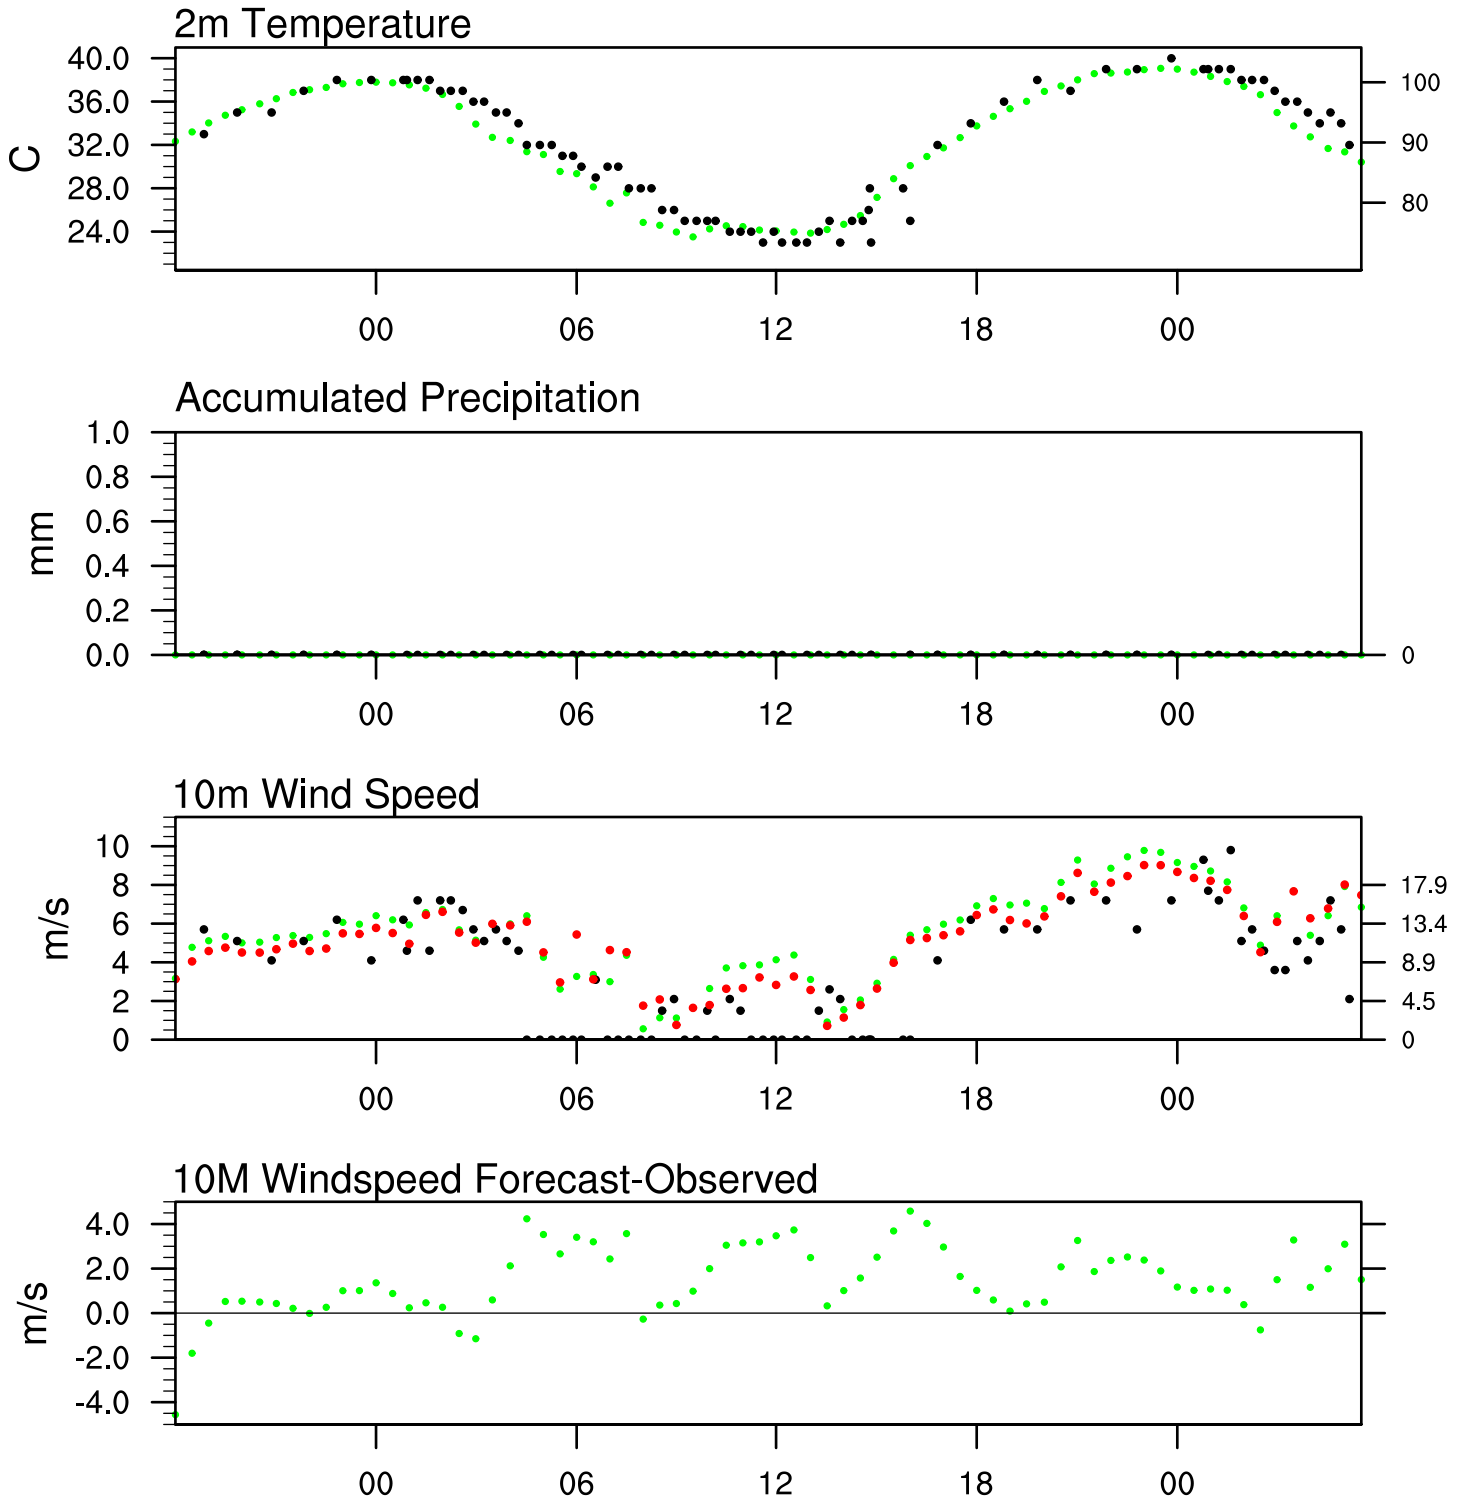 2m Temperature
40.0
36.0
32.0
28.0
24.0
C
100
90
80
00 06 12 18 00
Accumulated Precipitation
1.0
0.8
0.6
0.4
0.2
0.0
mm
0
00 06 12 18 00
10m Wind Speed
10
8
6
4
2
0
m/s
17.9
13.4
8.9
4.5
0
00 06 12 18 00
10M Windspeed Forecast-Observed
4.0
2.0
0.0
-2.0
-4.0
m/s
00 06 12 18 00